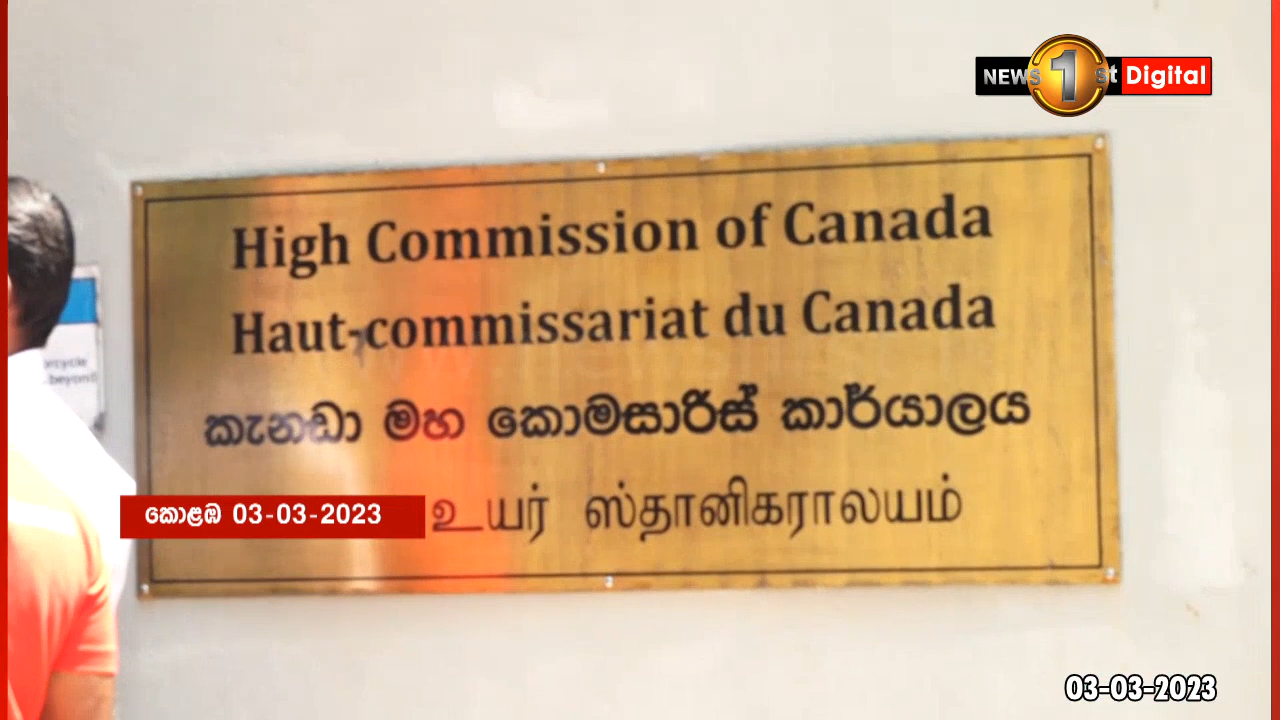 NEWS 1st Digital
High Commission of Canada
Haut-commissariat du Canada
කැනඩා මහ කොමසාරිස් කාර්යාලය
உயர் ஸ்தானிகராலயம்
කොළඹ 03-03-2023
beyond
03-03-2023